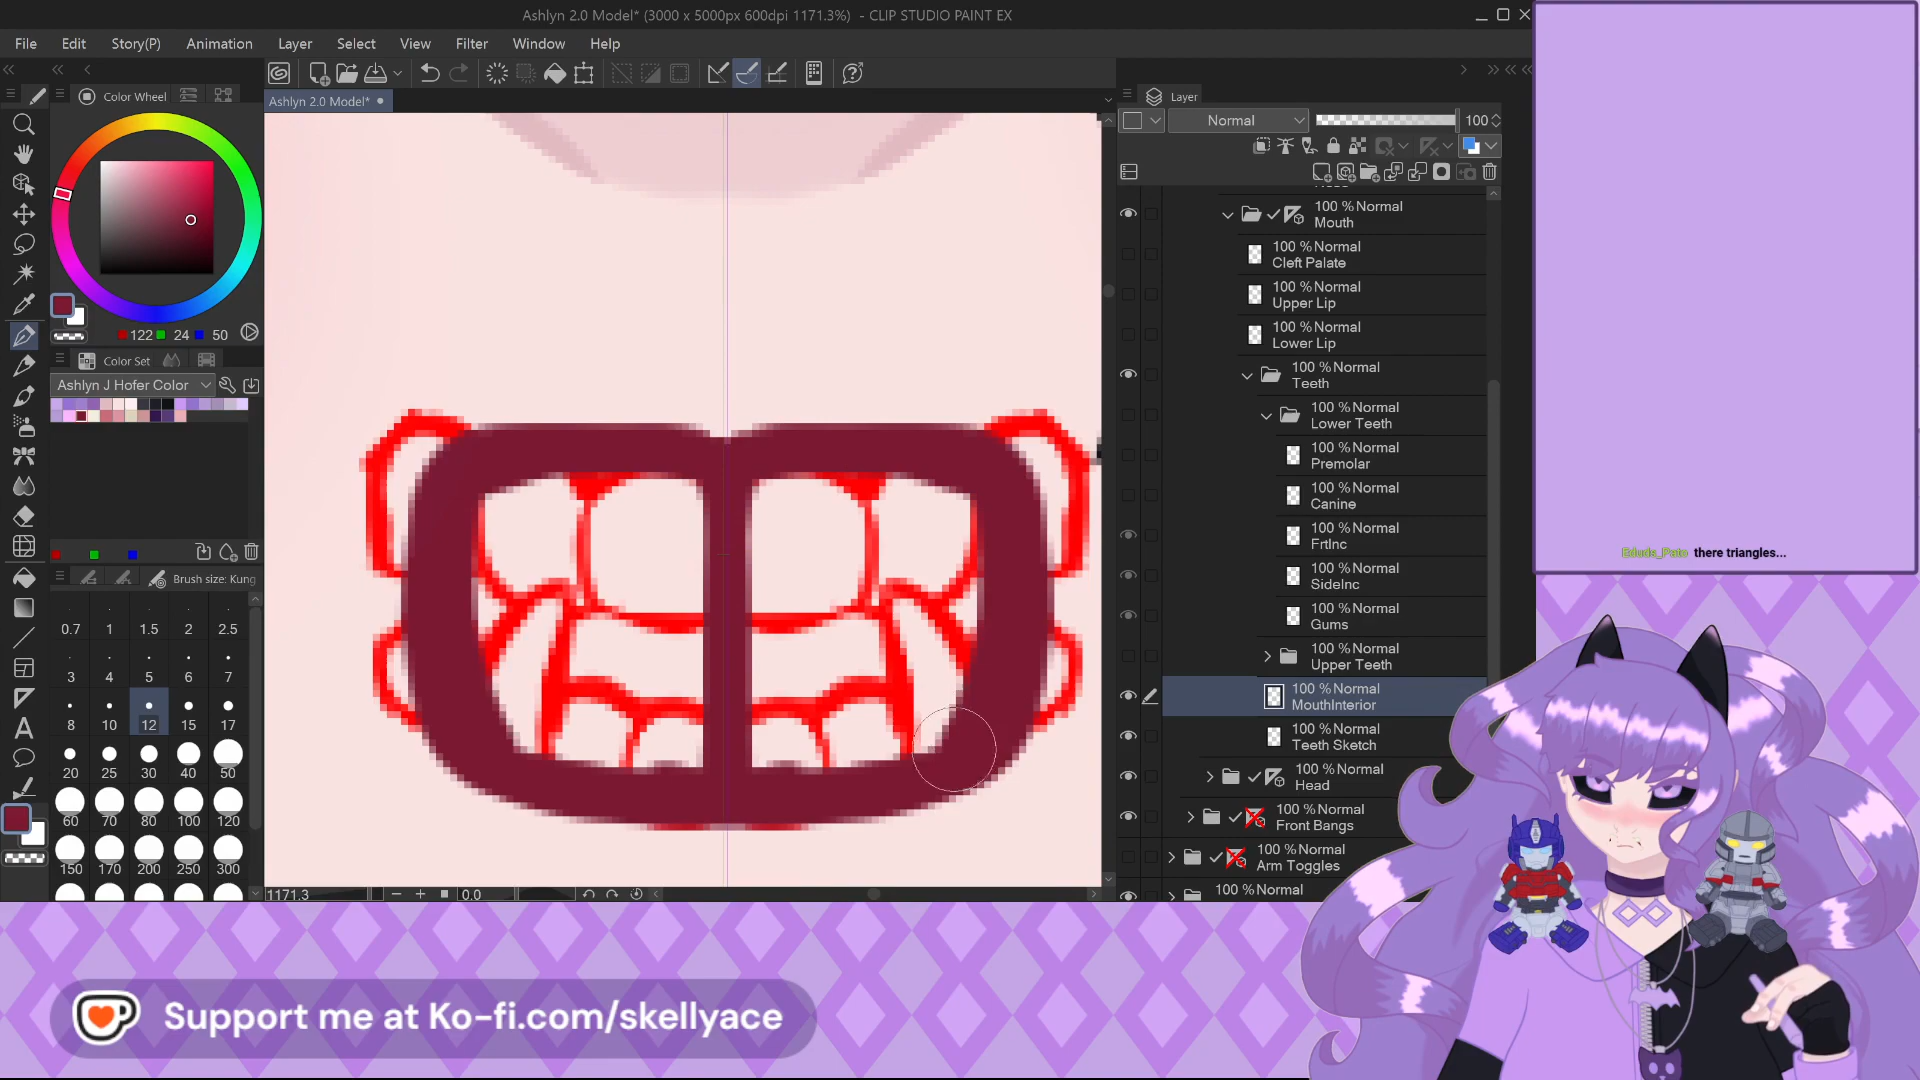 Ashlyn 2.0 Model* (3000 x 5000px 600dpi 1171.3%) - CLIP STUDIO PAINT EX
File Edit Story(P) Animation Layer Select View Filter Window Help
Color Wheel
Ashlyn 2.0 Model*
Layer
Normal 100
122 24 50
Color Set
Ashlyn J Hofer Color
Brush size: Kung
0.7 1 1.5 2 2.5
3 4 5 6 7
8 10 12 15 17
20 25 30 40 50
60 70 80 100 120
150 170 200 250 300
100 %Normal
Mouth
100 %Normal
Cleft Palate
100 %Normal
Upper Lip
100 %Normal
Lower Lip
100 %Normal
Teeth
100 %Normal
Lower Teeth
100 %Normal
Premolar
100 %Normal
Canine
100 %Normal
FrtInc
100 %Normal
SideInc
100 %Normal
Gums
100 %Normal
Upper Teeth
100 %Normal
MouthInterior
100 %Normal
Teeth Sketch
100 %Normal
Head
100 %Normal
Front Bangs
100 %Normal
Arm Toggles
100 %Normal
1171.3 0.0
Eduds_Pato there triangles...
Support me at Ko-fi.com/skellyace